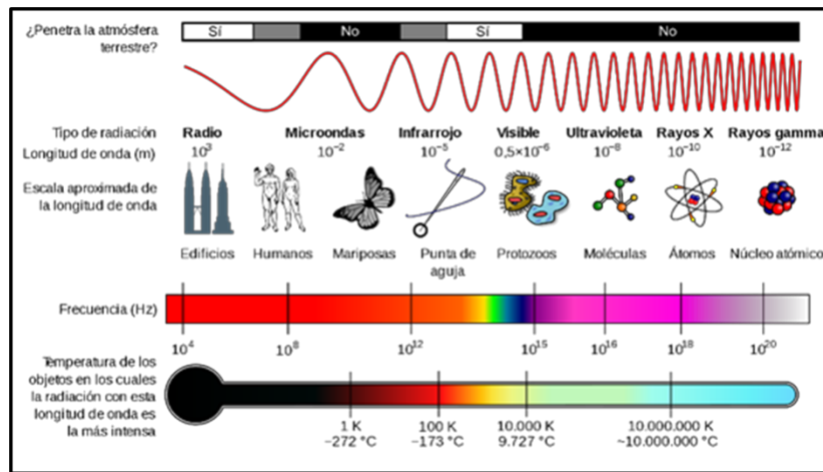 ¿Penetra la atmósfera
terrestre?
Sí No Sí No
Tipo de radiación Radio Microondas Infrarrojo Visible Ultravioleta Rayos X Rayos gamma
Longitud de onda (m) 10³ 10⁻² 10⁻⁵ 0,5×10⁻⁶ 10⁻⁸ 10⁻¹⁰ 10⁻¹²
Escala aproximada de
la longitud de onda
Edificios Humanos Mariposas Punta de Protozoos Moléculas Átomos Núcleo atómico
aguja
Frecuencia (Hz)
10⁴ 10⁸ 10¹² 10¹⁵ 10¹⁶ 10¹⁸ 10²⁰
Temperatura de los
objetos en los cuales
la radiación con esta
longitud de onda es
la más intensa
1 K 100 K 10.000 K 10.000.000 K
−272 °C −173 °C 9.727 °C ~10.000.000 °C